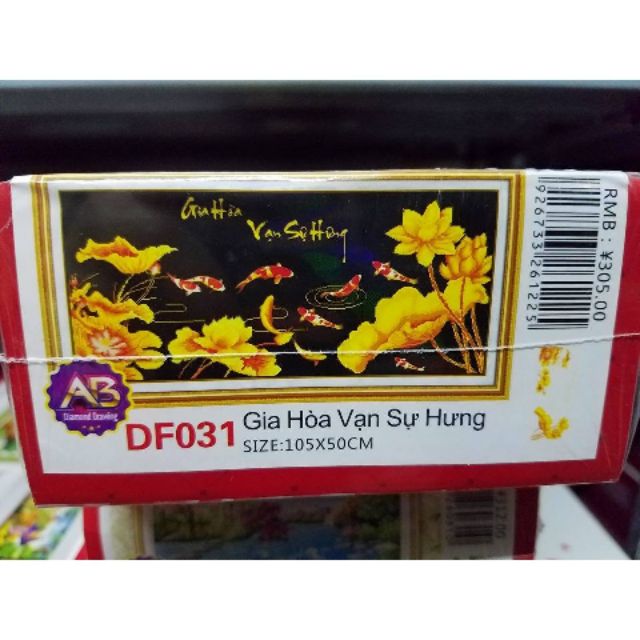 Gia Hòa
Vạn Sự Hưng
RMB: ¥305.00
926733261225
AB
Diamond Drawing
DF031
Gia Hòa Vạn Sự Hưng
SIZE:105X50CM